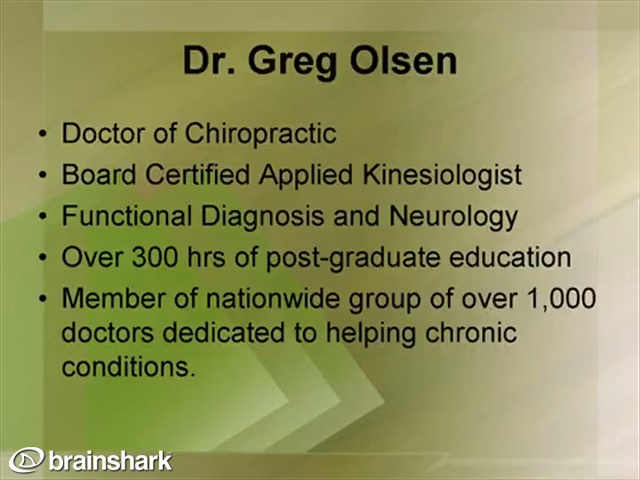 Dr. Greg Olsen
• Doctor of Chiropractic
• Board Certified Applied Kinesiologist
• Functional Diagnosis and Neurology
• Over 300 hrs of post-graduate education
• Member of nationwide group of over 1,000
doctors dedicated to helping chronic
conditions.
brainshark